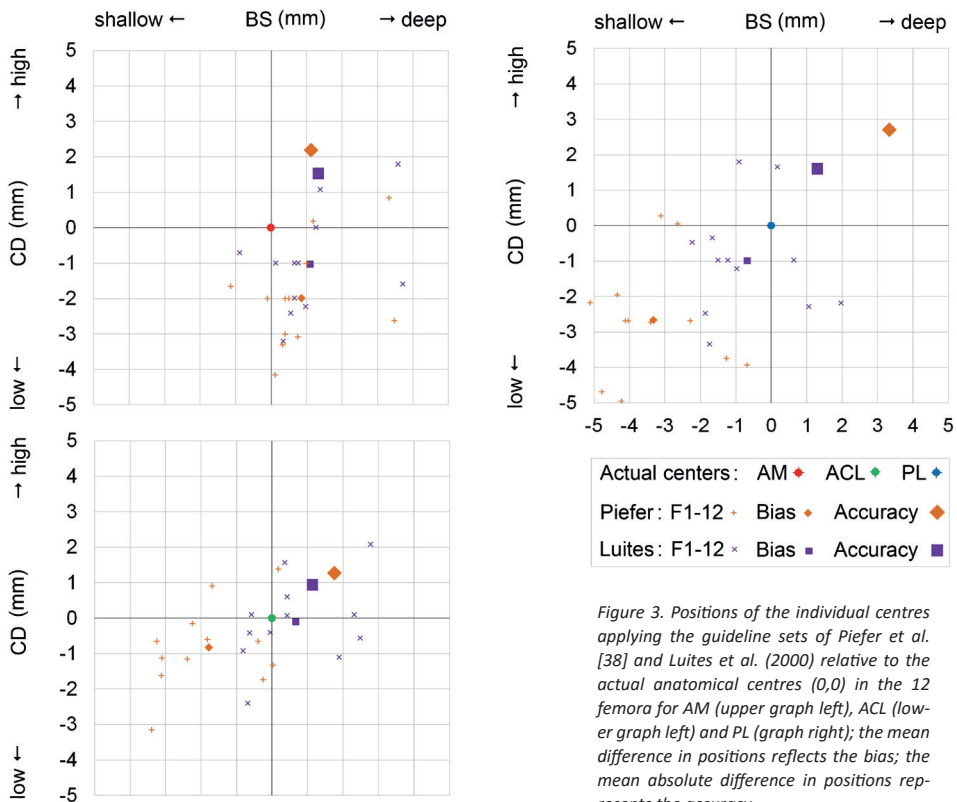 shallow ← BS (mm) → deep
→ high
CD (mm)
low ←
5
4
3
2
1
0
-1
-2
-3
-4
-5
→ high
CD (mm)
low ←
5
4
3
2
1
0
-1
-2
-3
-4
-5
shallow ← BS (mm) → deep
→ high
CD (mm)
low ←
5
4
3
2
1
0
-1
-2
-3
-4
-5
-5 -4 -3 -2 -1 0 1 2 3 4 5
Actual centers: AM ACL PL
Piefer: F1-12 + Bias Accuracy
Luites: F1-12 × Bias Accuracy
Figure 3. Positions of the individual centres
applying the guideline sets of Piefer et al.
[38] and Luites et al. (2000) relative to the
actual anatomical centres (0,0) in the 12
femora for AM (upper graph left), ACL (low-
er graph left) and PL (graph right); the mean
difference in positions reflects the bias; the
mean absolute difference in positions rep-